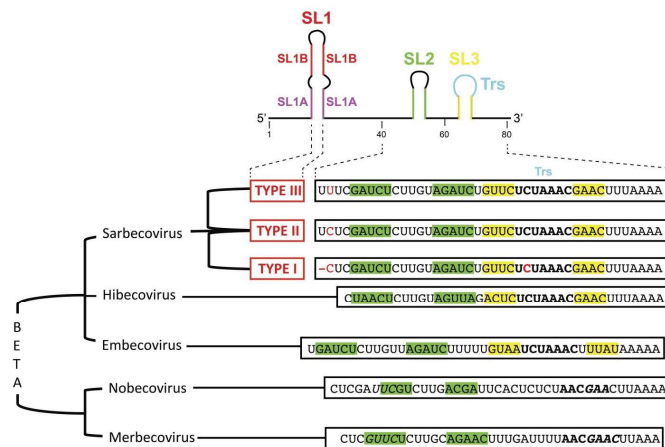 SL1
SL1B SL1B
SL2 SL3
Trs
SL1A SL1A
5' 3'
1 40 60 80
Trs
TYPE III UUUCGAUCUCUUGUAGAUCUGUUCUCUAAACGAACUUUAAAA
Sarbecovirus TYPE II UCUCGAUCUCUUGUAGAUCUGUUCUCUAAACGAACUUUAAAA
TYPE I –CUCGAUCUCUUGUAGAUCUGUUCUCUAAACGAACUUUAAAA
Hibecovirus CUAACUCUUGUAGUUAGACUCUCUAAACGAACUUUAAAA
BETA
Embecovirus UGAUCUCUUGUUAGAUCUUUUUGUAAUCUAAACUUUAUAAAAA
Nobecovirus CUCGAUUCGUCUUGACGAUUCACUCUCUAACGAACUUAAAA
Merbecovirus CUCGUUCUCUUGCAGAACUUUGAUUUUAACGAACUUAAA